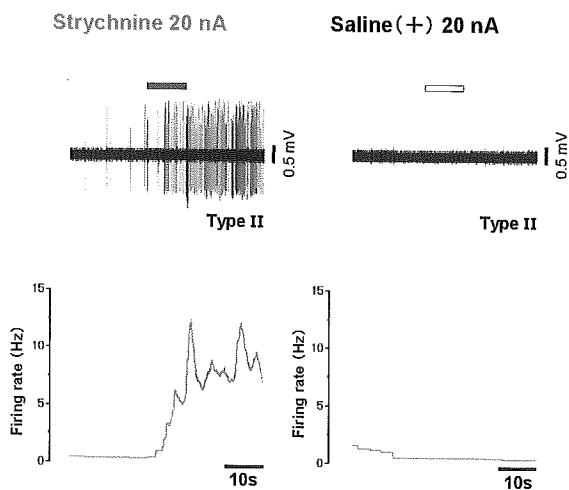 Strychnine 20 nA
Saline(+) 20 nA
0.5 mV
0.5 mV
Type II
Type II
15
10
5
0
Firing rate (Hz)
10s
15
10
5
0
Firing rate (Hz)
10s